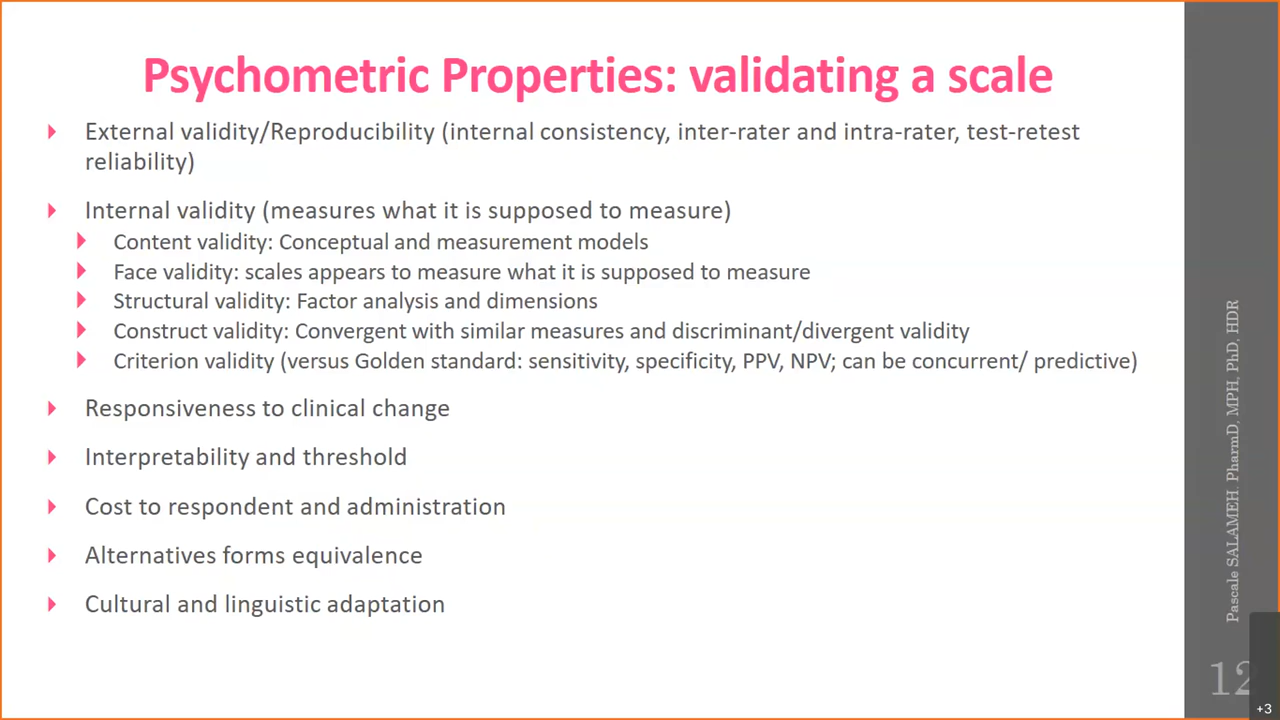 Psychometric Properties: validating a scale
External validity/Reproducibility (internal consistency, inter-rater and intra-rater, test-retest
reliability)
Internal validity (measures what it is supposed to measure)
Content validity: Conceptual and measurement models
Face validity: scales appears to measure what it is supposed to measure
Structural validity: Factor analysis and dimensions
Construct validity: Convergent with similar measures and discriminant/divergent validity
Criterion validity (versus Golden standard: sensitivity, specificity, PPV, NPV; can be concurrent/ predictive)
Responsiveness to clinical change
Interpretability and threshold
Cost to respondent and administration
Alternatives forms equivalence
Cultural and linguistic adaptation
Pascale SALAMEH. PharmD, MPH, PhD, HDR
12
+3